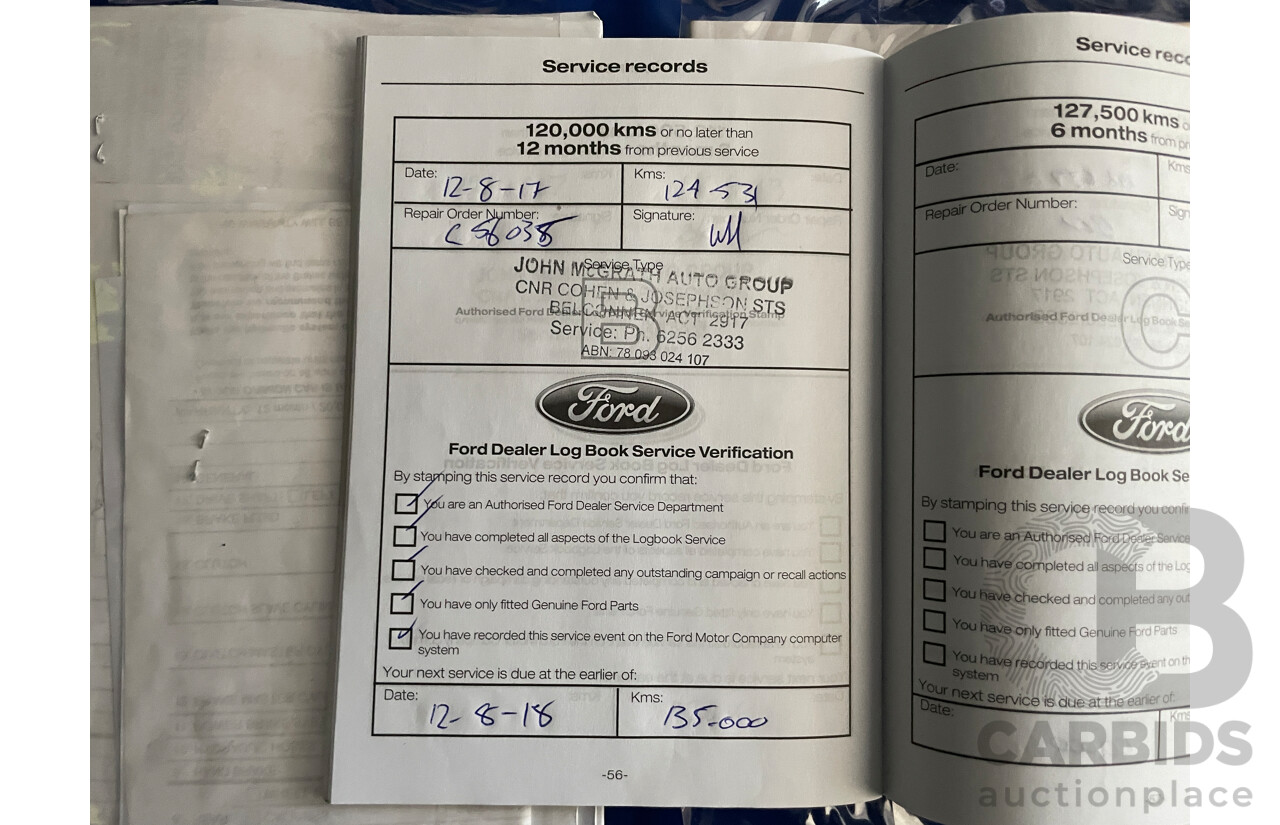 Service records
120,000 kms or no later than
12 months from previous service
Date: 12-8-17
Kms: 124 531
Repair Order Number: C56035
Signature:
Service Type
JOHN McGRATH AUTO GROUP
CNR COHEN & JOSEPHSON STS
BELCONNEN ACT 2917
Authorised Ford Dealer Log Book Service Verification Stamp
Service: Ph. 6256 2333
ABN: 78 093 024 107
B
Ford
Ford Dealer Log Book Service Verification
By stamping this service record you confirm that:
You are an Authorised Ford Dealer Service Department
You have completed all aspects of the Logbook Service
You have checked and completed any outstanding campaign or recall actions
You have only fitted Genuine Ford Parts
You have recorded this service event on the Ford Motor Company computer
system
Your next service is due at the earlier of:
Date: 12-8-18
Kms: 135-000
-56-
Service rec
127,500 kms o
6 months from pr
Date:
Kms
Repair Order Number:
Sign
Service Type
Authorised Ford Dealer Log Book Se
C
Ford
Ford Dealer Log Book Se
By stamping this service record you confir
You are an Authorised Ford Dealer Service
You have completed all aspects of the Log
You have checked and completed any out
You have only fitted Genuine Ford Parts
You have recorded this service event on th
system
Your next service is due at the earlier of:
Date:
Kms
CARBIDS
auctionplace